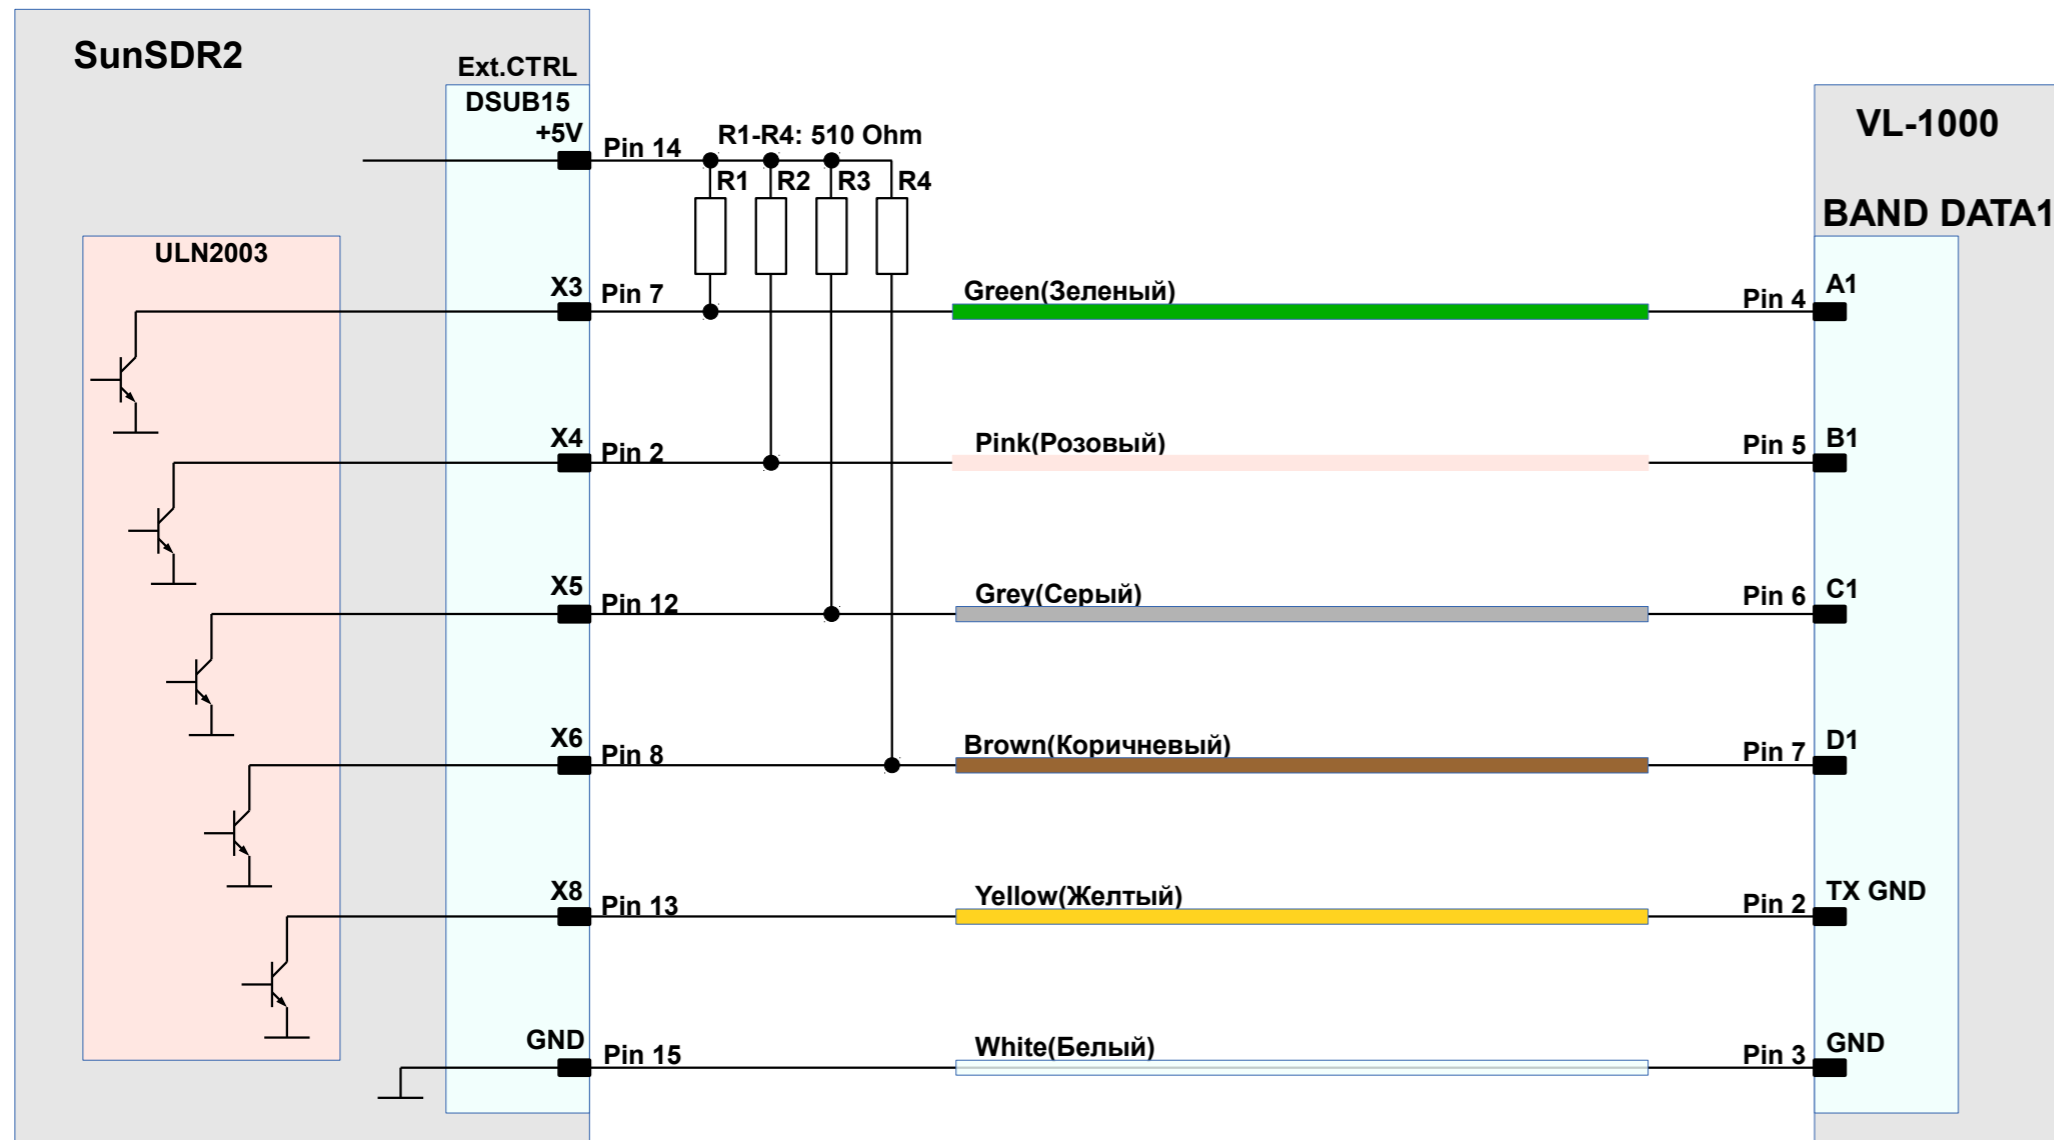 SunSDR2
Ext.CTRL
DSUB15
+5V
Pin 14
R1-R4: 510 Ohm
R1 R2 R3 R4
VL-1000
BAND DATA1
ULN2003
X3
Pin 7
Green(Зеленый)
Pin 4
A1
X4
Pin 2
Pink(Розовый)
Pin 5
B1
X5
Pin 12
Grey(Серый)
Pin 6
C1
X6
Pin 8
Brown(Коричневый)
Pin 7
D1
X8
Pin 13
Yellow(Желтый)
Pin 2
TX GND
GND
Pin 15
White(Белый)
Pin 3
GND